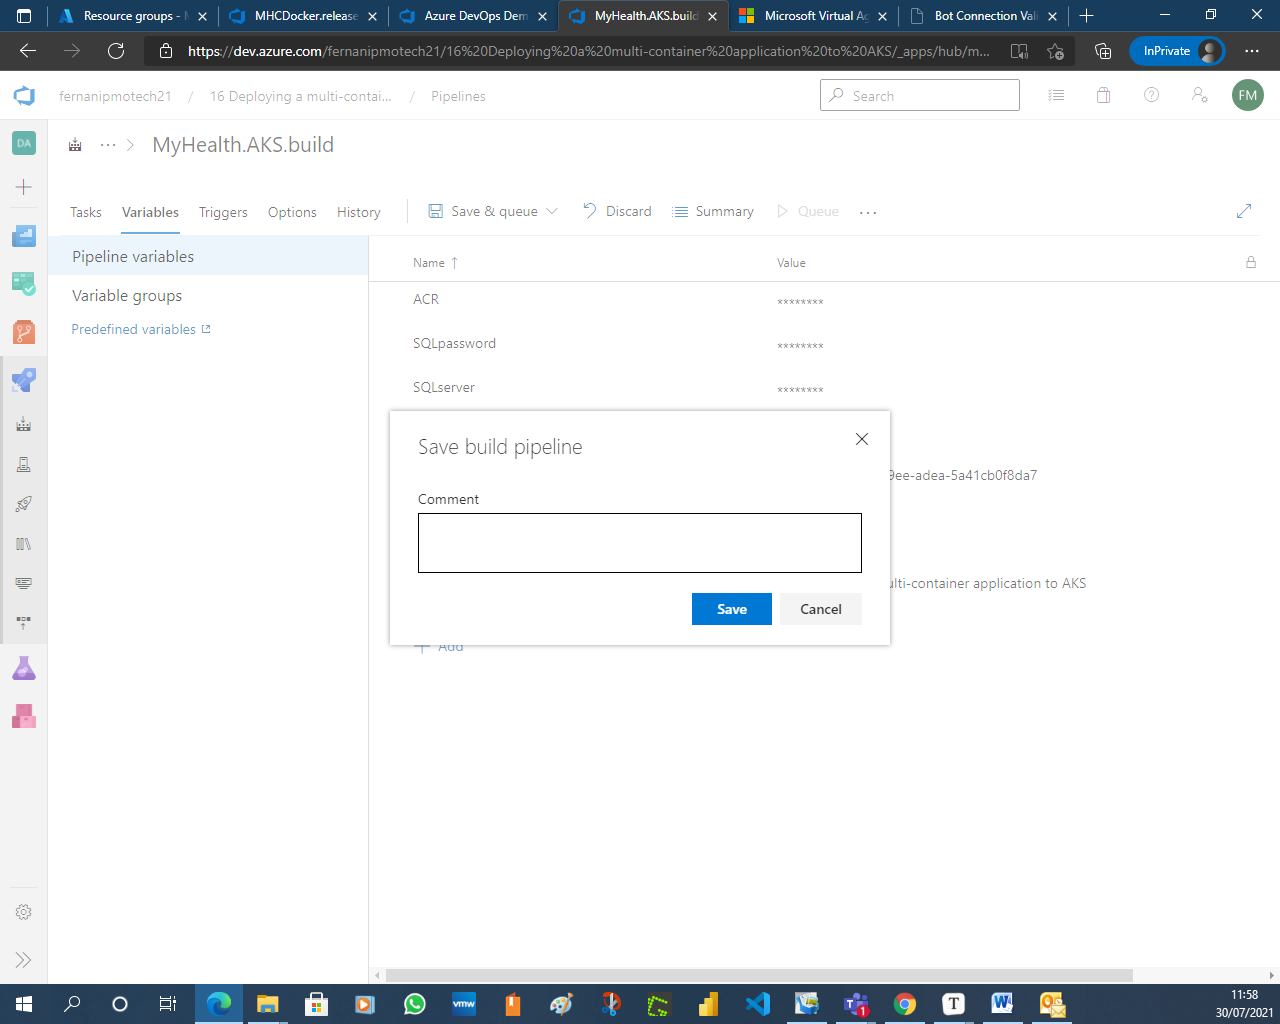 Resource groups - M
MHCDocker.release
Azure DevOps Dem
MyHealth.AKS.build
Microsoft Virtual Ag
Bot Connection Vali
https://dev.azure.com/fernanipmotech21/16%20Deploying%20a%20multi-container%20application%20to%20AKS/_apps/hub/m...
InPrivate
fernanipmotech21 / 16 Deploying a multi-contai... / Pipelines
Search
FM
DA
MyHealth.AKS.build
Tasks
Variables
Triggers
Options
History
Save & queue
Discard
Summary
Queue
Pipeline variables
Variable groups
Predefined variables
Name ↑
Value
ACR
********
SQLpassword
********
SQLserver
********
Save build pipeline
9ee-adea-5a41cb0f8da7
Comment
ulti-container application to AKS
Save
Cancel
Add
vmw
1
T
11:58
30/07/2021